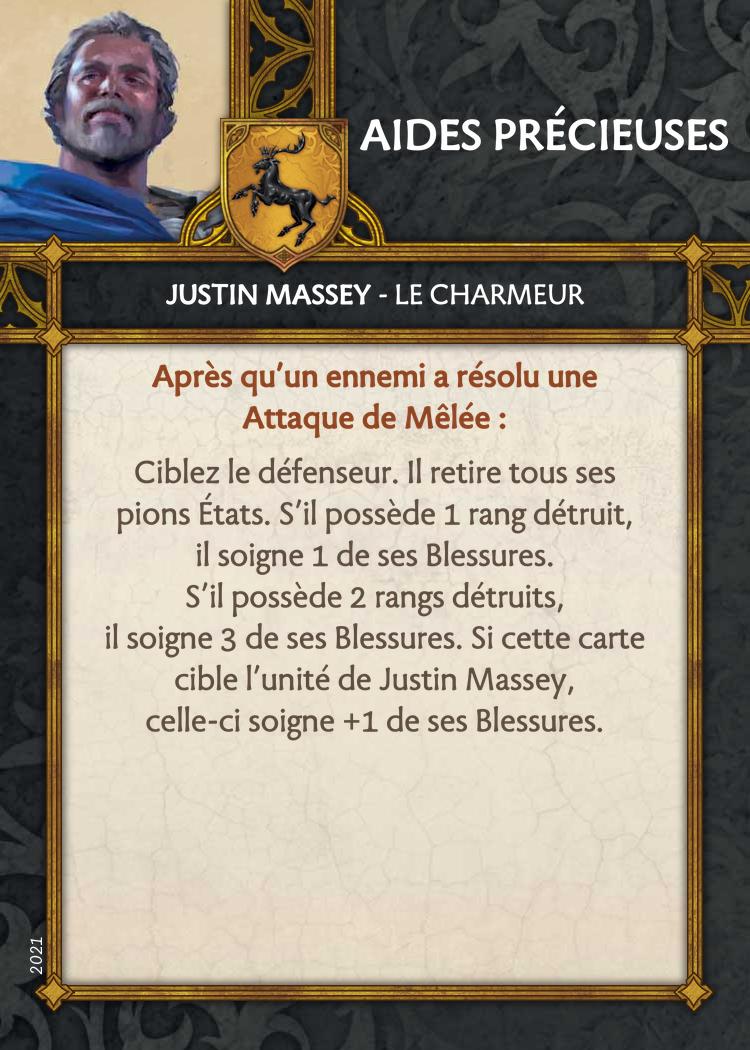 AIDES PRÉCIEUSES
JUSTIN MASSEY - LE CHARMEUR
Après qu'un ennemi a résolu une
Attaque de Mêlée :
Ciblez le défenseur. Il retire tous ses
pions États. S'il possède 1 rang détruit,
il soigne 1 de ses Blessures.
S'il possède 2 rangs détruits,
il soigne 3 de ses Blessures. Si cette carte
cible l'unité de Justin Massey,
celle-ci soigne +1 de ses Blessures.
2021